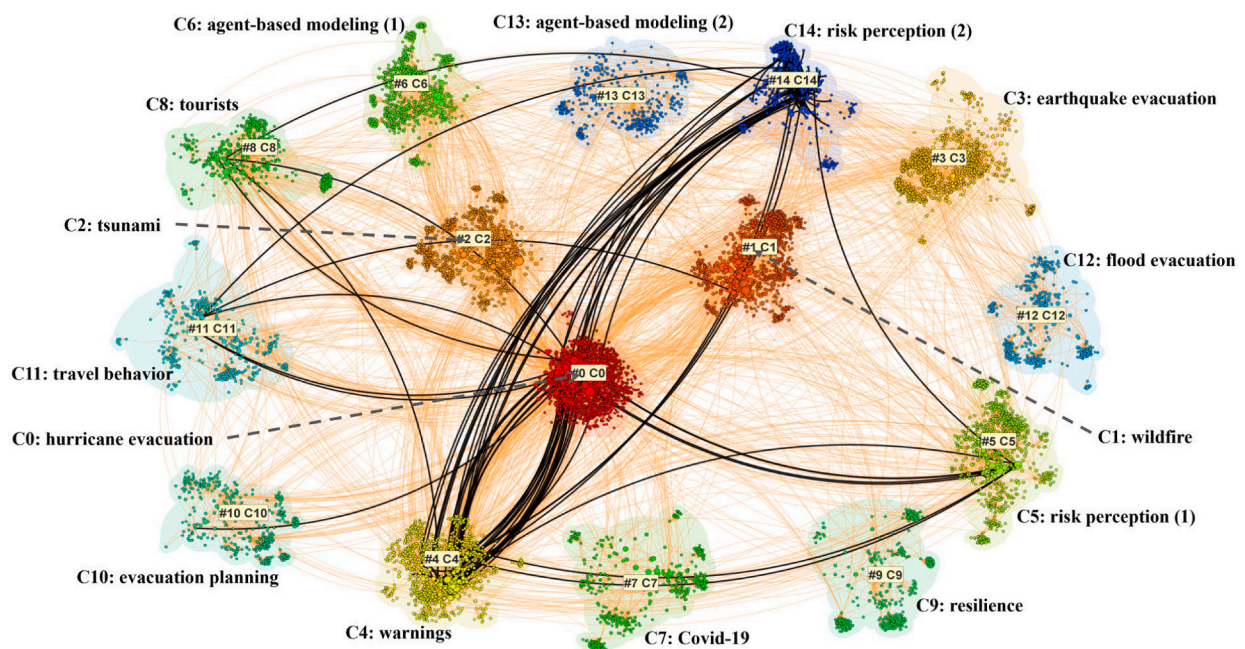 C6: agent-based modeling (1)
C13: agent-based modeling (2)
C14: risk perception (2)
#6 C6
#13 C13
#14 C14
C8: tourists
C3: earthquake evacuation
#8 C8
#3 C3
C2: tsunami
#2 C2
#1 C1
C12: flood evacuation
#11 C11
#12 C12
C11: travel behavior
#0 C0
C0: hurricane evacuation
C1: wildfire
#5 C5
#10 C10
C5: risk perception (1)
C10: evacuation planning
#4 C4
#7 C7
#9 C9
C9: resilience
C4: warnings
C7: Covid-19